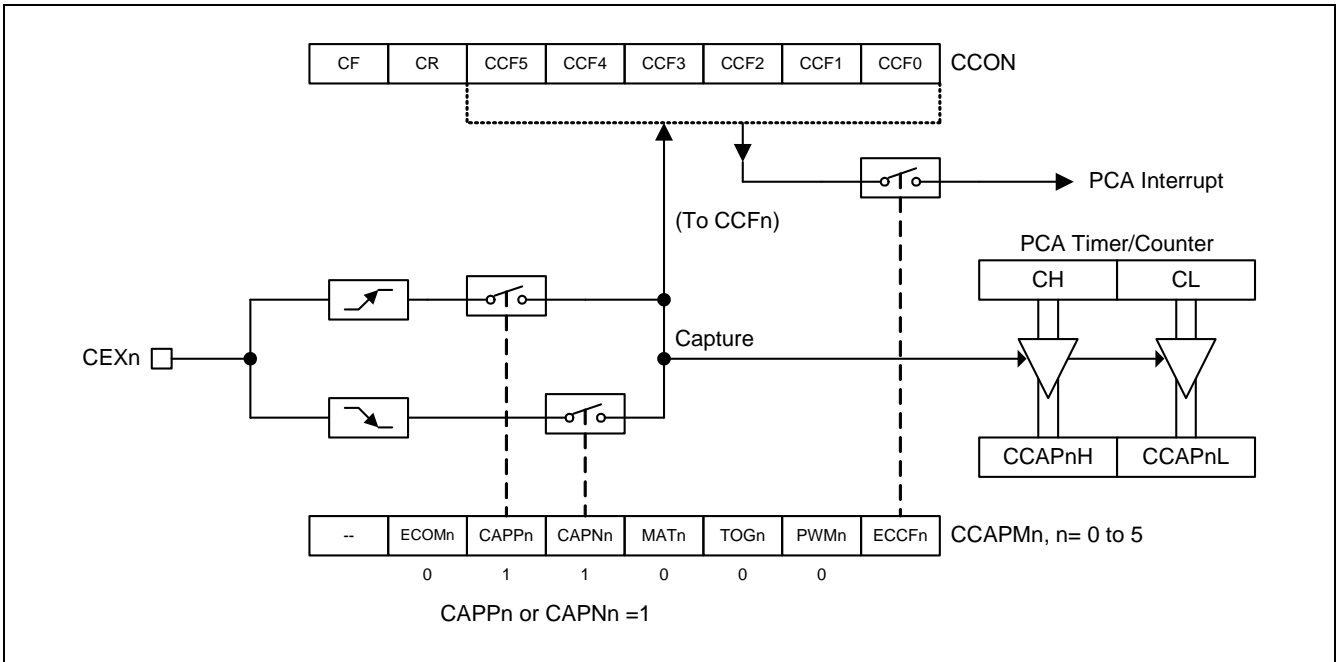 CF CR CCF5 CCF4 CCF3 CCF2 CCF1 CCF0 CCON
PCA Interrupt
(To CCFn)
PCA Timer/Counter
CH CL
Capture
CEXn
CCAPnH CCAPnL
-- ECOMn CAPPn CAPNn MATn TOGn PWMn ECCFn CCAPMn, n= 0 to 5
0 1 1 0 0 0
CAPPn or CAPNn =1